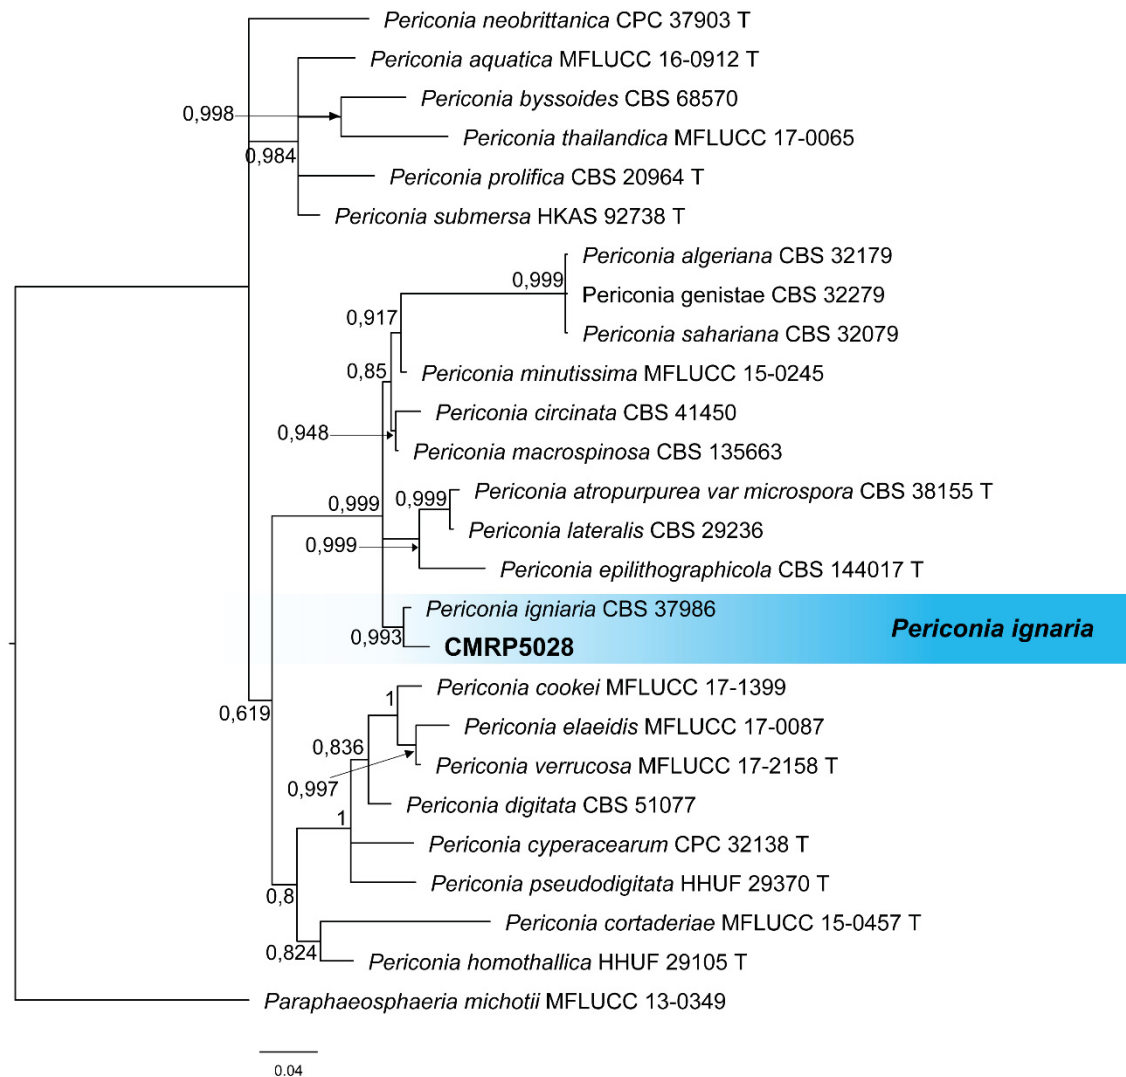 Periconia neobrittanica CPC 37903 T
Periconia aquatica MFLUCC 16-0912 T
Periconia byssoides CBS 68570
0,998
Periconia thailandica MFLUCC 17-0065
0,984
Periconia prolifica CBS 20964 T
Periconia submersa HKAS 92738 T
Periconia algeriana CBS 32179
0,999
Periconia genistae CBS 32279
0,917
Periconia sahariana CBS 32079
0,85
Periconia minutissima MFLUCC 15-0245
Periconia circinata CBS 41450
0,948
Periconia macrospinosa CBS 135663
0,999
Periconia atropurpurea var microspora CBS 38155 T
0,999
Periconia lateralis CBS 29236
0,999
Periconia epilithographicola CBS 144017 T
Periconia igniaria CBS 37986
Periconia ignaria
0,993
CMRP5028
Periconia cookei MFLUCC 17-1399
1
0,619
Periconia elaeidis MFLUCC 17-0087
0,836
Periconia verrucosa MFLUCC 17-2158 T
0,997
Periconia digitata CBS 51077
1
Periconia cyperacearum CPC 32138 T
Periconia pseudodigitata HHUF 29370 T
0,8
Periconia cortaderiae MFLUCC 15-0457 T
0,824
Periconia homothallica HHUF 29105 T
Paraphaeosphaeria michotii MFLUCC 13-0349
0.04